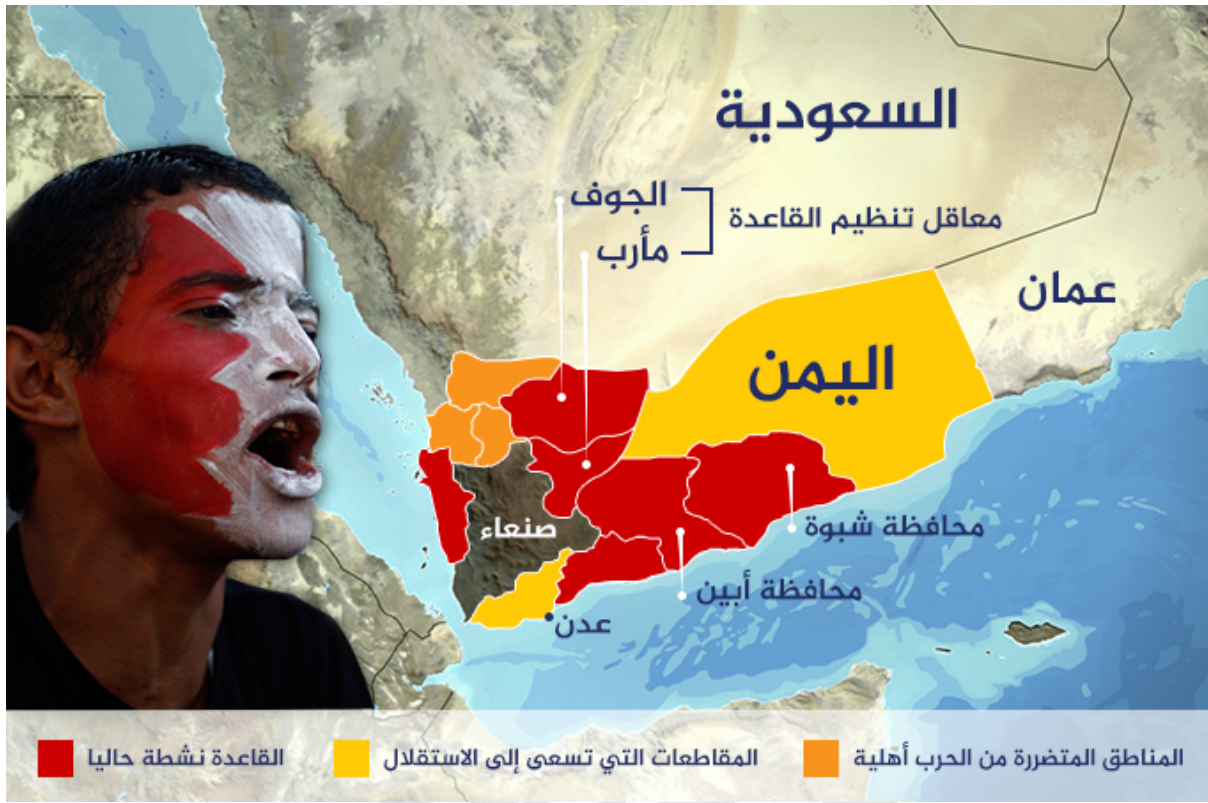 السعودية
الجوف
معاقل تنظيم القاعدة
مأرب
عمان
اليمن
صنعاء
محافظة شبوة
محافظة أبين
عدن
المناطق المتضررة من الحرب أهلية
المقاطعات التي تسعى إلى الاستقلال
القاعدة نشطة حاليا